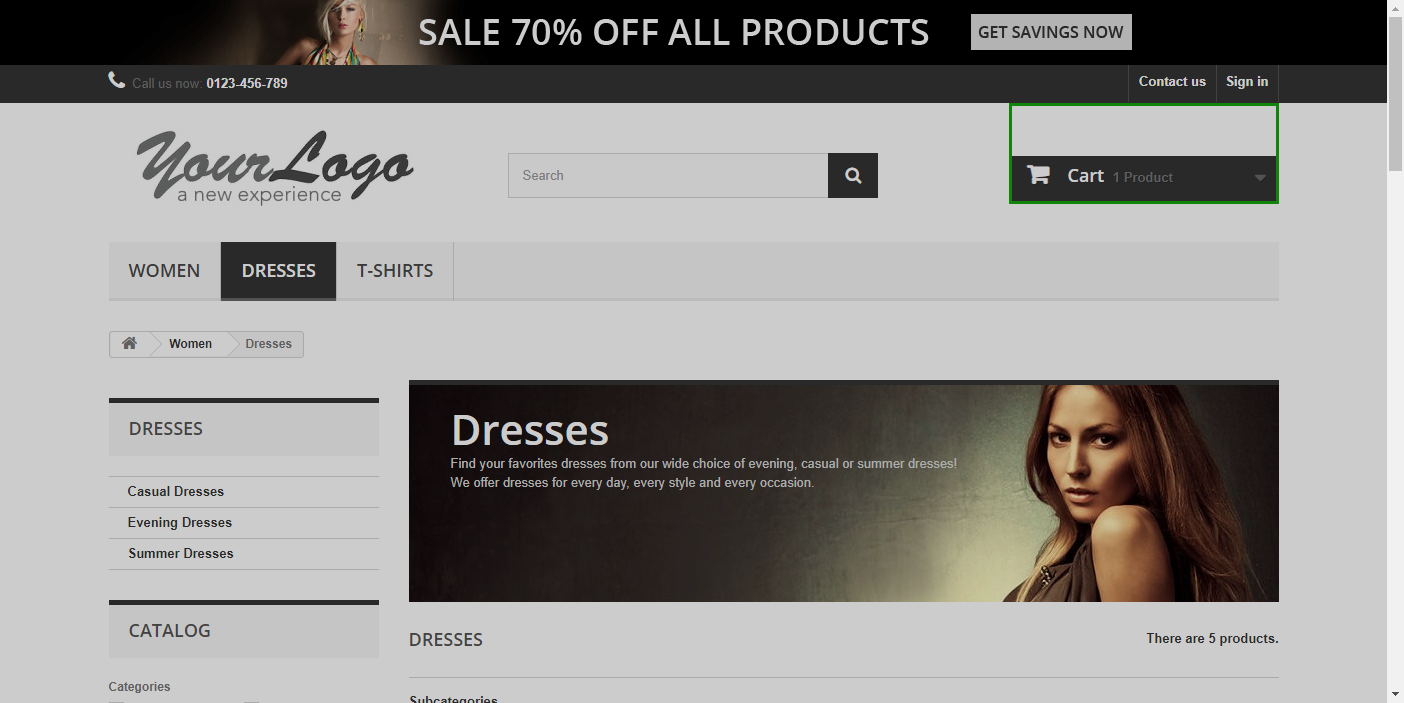 SALE 70% OFF ALL PRODUCTS
GET SAVINGS NOW
Call us now: 0123-456-789
Contact us
Sign in
YourLogo
a new experience
Search
Cart 1 Product
WOMEN
DRESSES
T-SHIRTS
Women
Dresses
DRESSES
Casual Dresses
Evening Dresses
Summer Dresses
CATALOG
Categories
Dresses
Find your favorites dresses from our wide choice of evening, casual or summer dresses!
We offer dresses for every day, every style and every occasion.
DRESSES
There are 5 products.
Subcategories